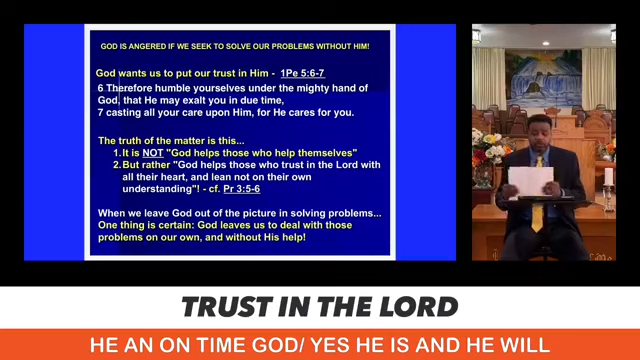 GOD IS ANGERED IF WE SEEK TO SOLVE OUR PROBLEMS WITHOUT HIM!
God wants us to put our trust in Him - 1Pe 5:6-7
6 Therefore humble yourselves under the mighty hand of
God, that He may exalt you in due time,
7 casting all your care upon Him, for He cares for you.
The truth of the matter is this...
1. It is NOT "God helps those who help themselves"
2. But rather "God helps those who trust in the Lord with
all their heart, and lean not on their own
understanding"! - cf. Pr 3:5-6
When we leave God out of the picture in solving problems...
One thing is certain: God leaves us to deal with those
problems on our own, and without His help!
TRUST IN THE LORD
HE AN ON TIME GOD/ YES HE IS AND HE WILL